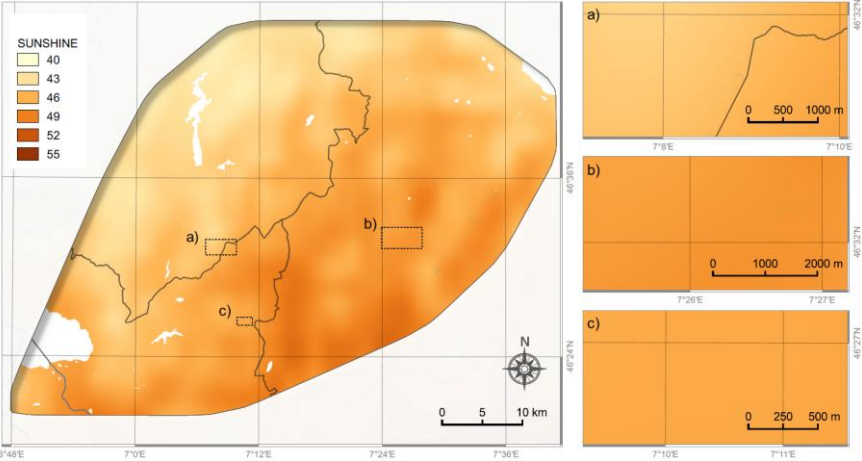 SUNSHINE
40
43
46
49
52
55
a)
b)
c)
N
0 5 10 km
46°36'N
46°24'N
6°48'E 7°0'E 7°12'E 7°24'E 7°36'E
a)
46°32'N
0 500 1000 m
7°8'E 7°10'E
b)
46°32'N
0 1000 2000 m
7°26'E 7°27'E
c)
46°27'N
0 250 500 m
7°10'E 7°11'E